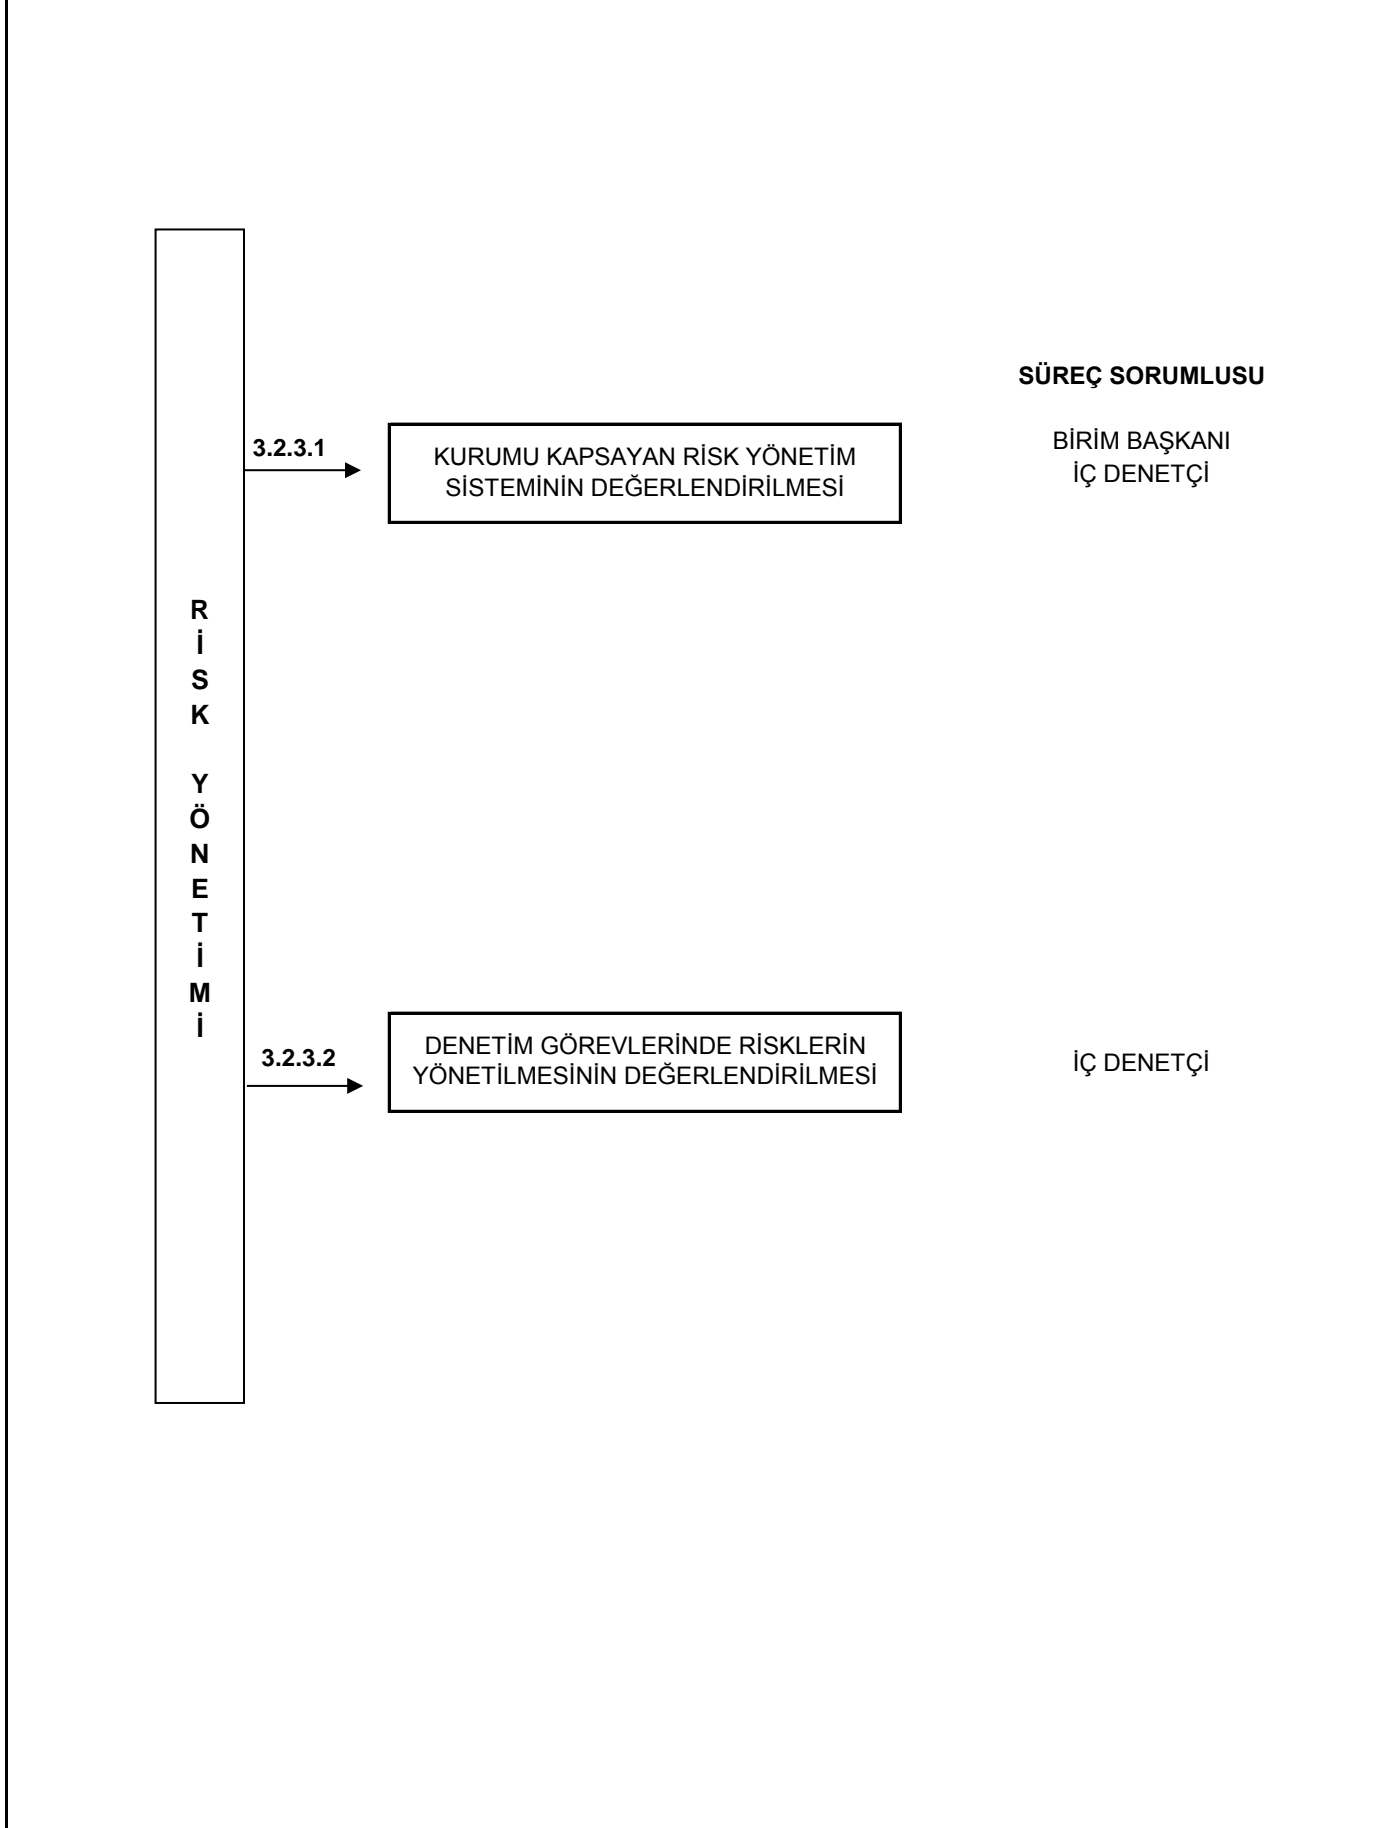 SÜREÇ SORUMLUSU
3.2.3.1
KURUMU KAPSAYAN RİSK YÖNETİM
SİSTEMİNİN DEĞERLENDİRİLMESİ
BİRİM BAŞKANI
İÇ DENETÇİ
R
İ
S
K
Y
Ö
N
E
T
İ
M
İ
3.2.3.2
DENETİM GÖREVLERİNDE RİSKLERİN
YÖNETİLMESİNİN DEĞERLENDİRİLMESİ
İÇ DENETÇİ